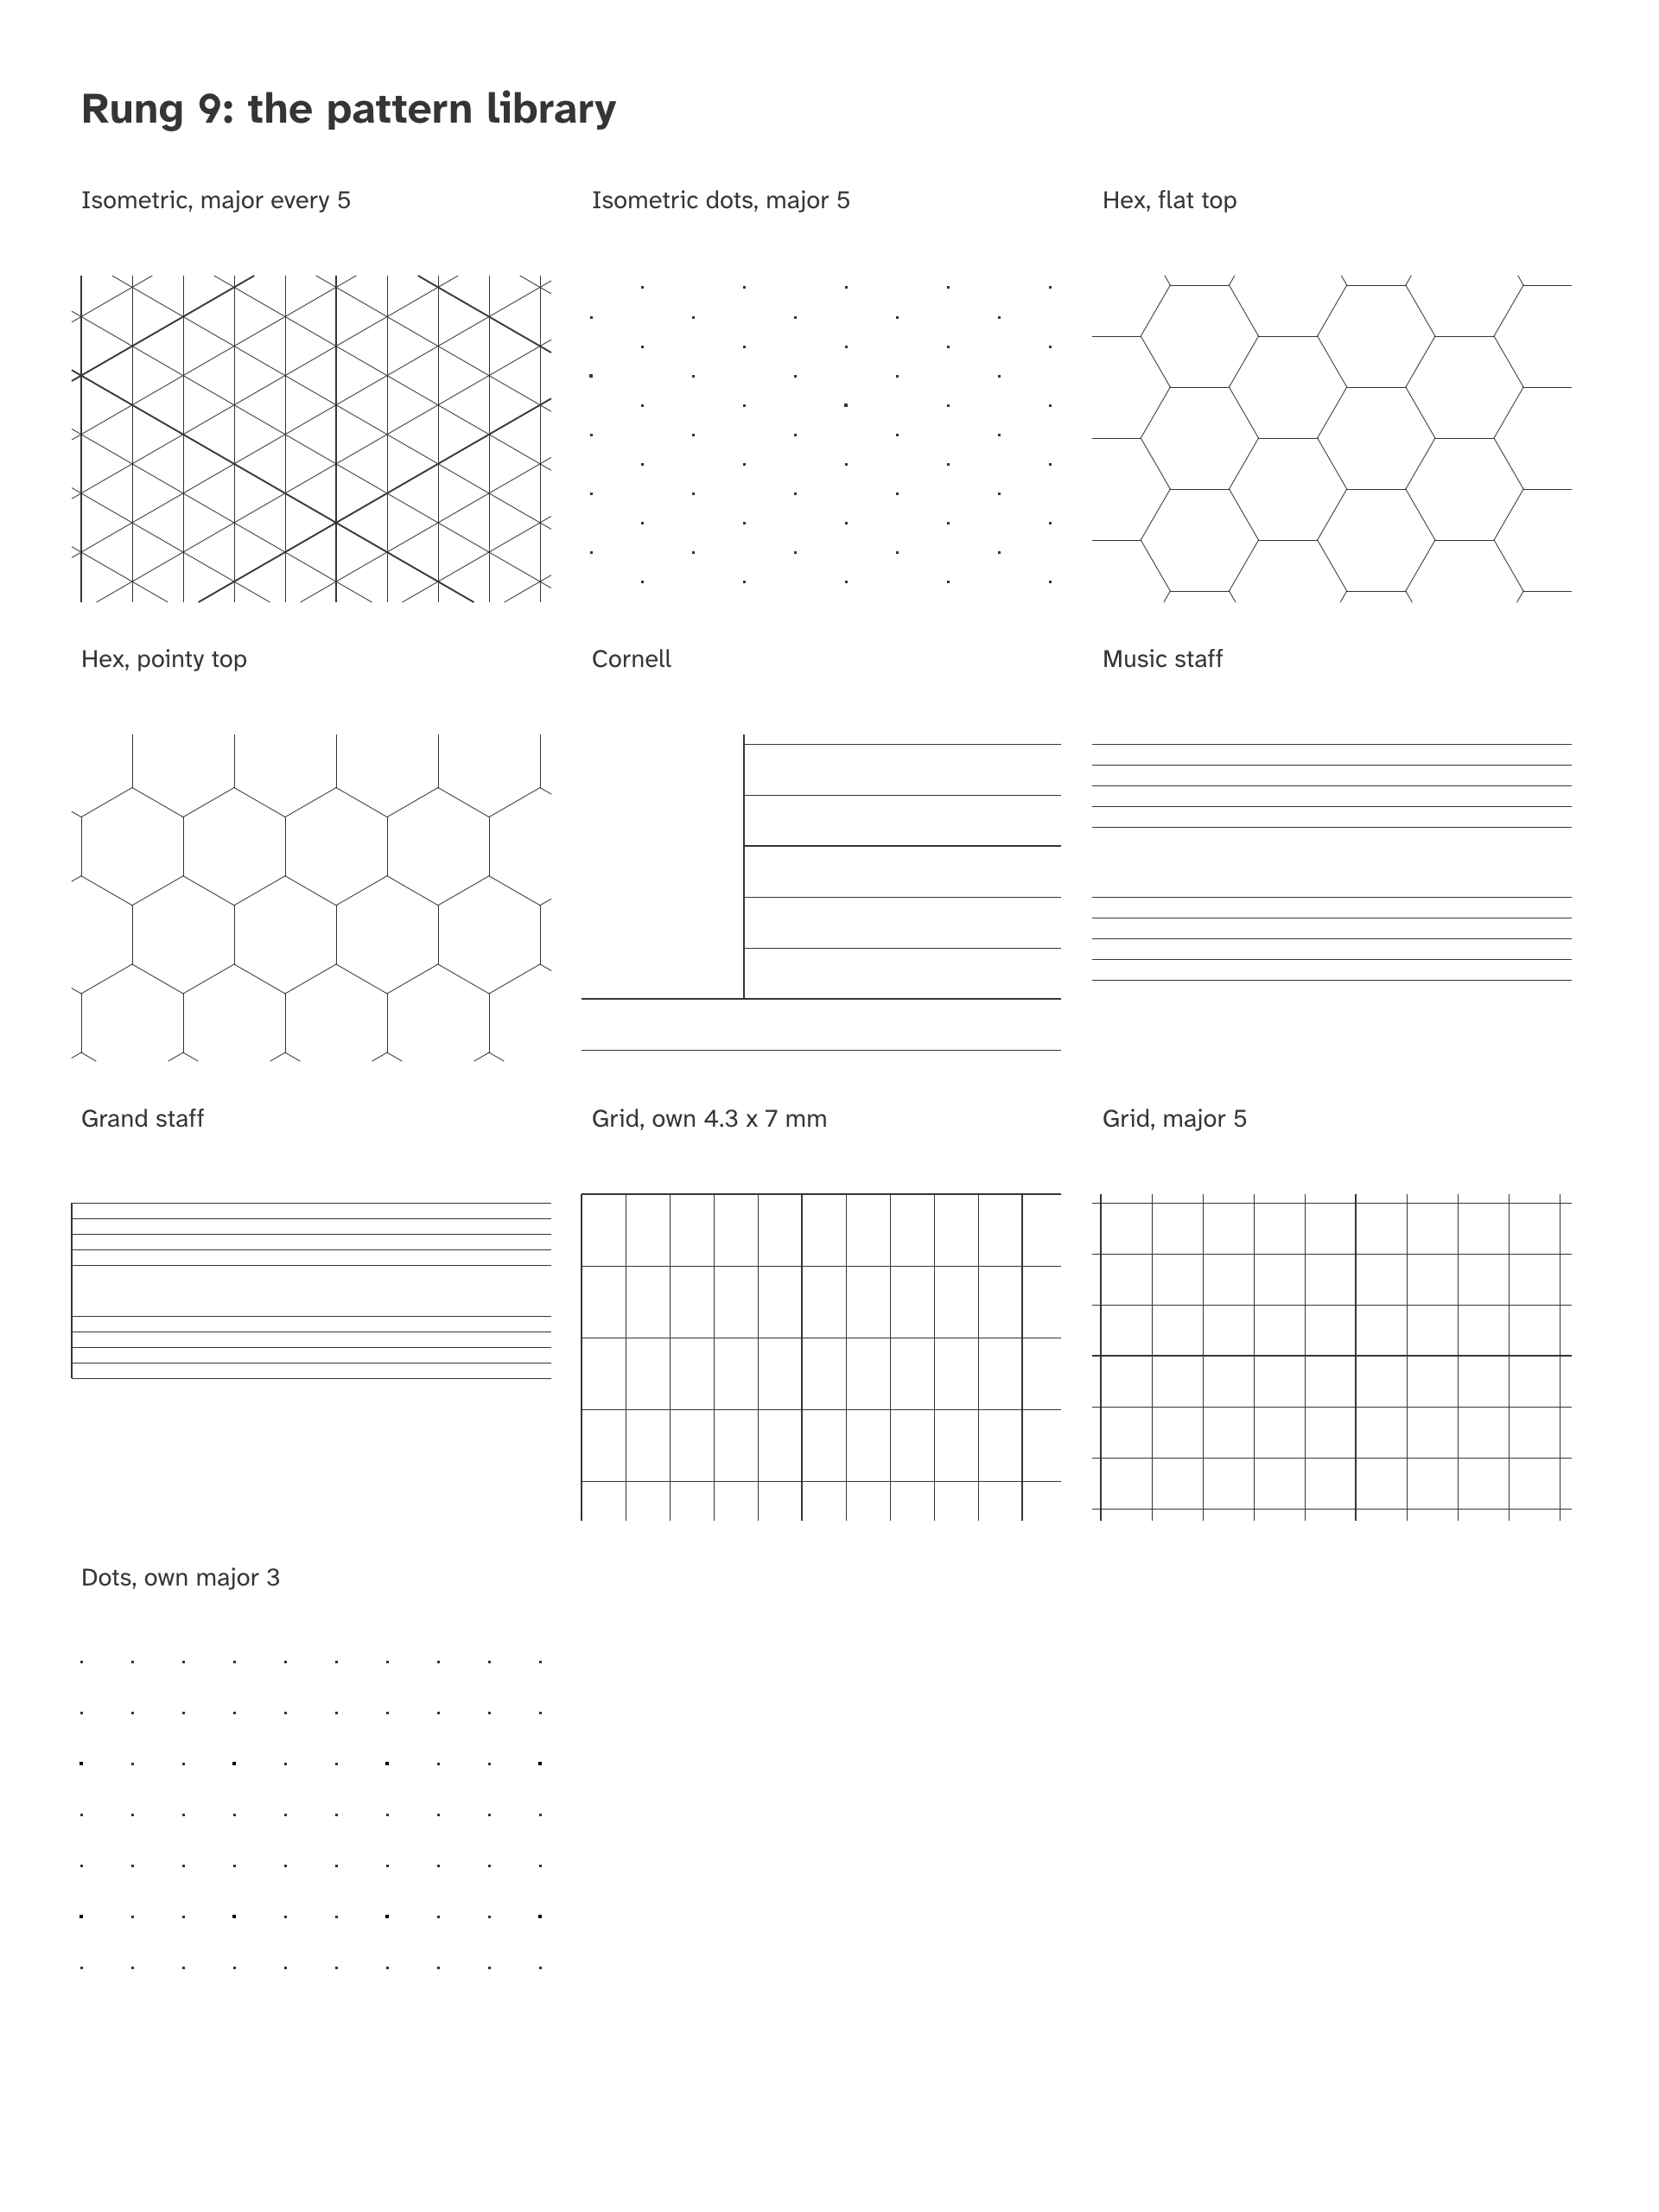 Rung 9: the pattern library
Isometric, major every 5
Isometric dots, major 5
Hex, flat top
Hex, pointy top
Cornell
Music staff
Grand staff
Grid, own 4.3 x 7 mm
Grid, major 5
Dots, own major 3